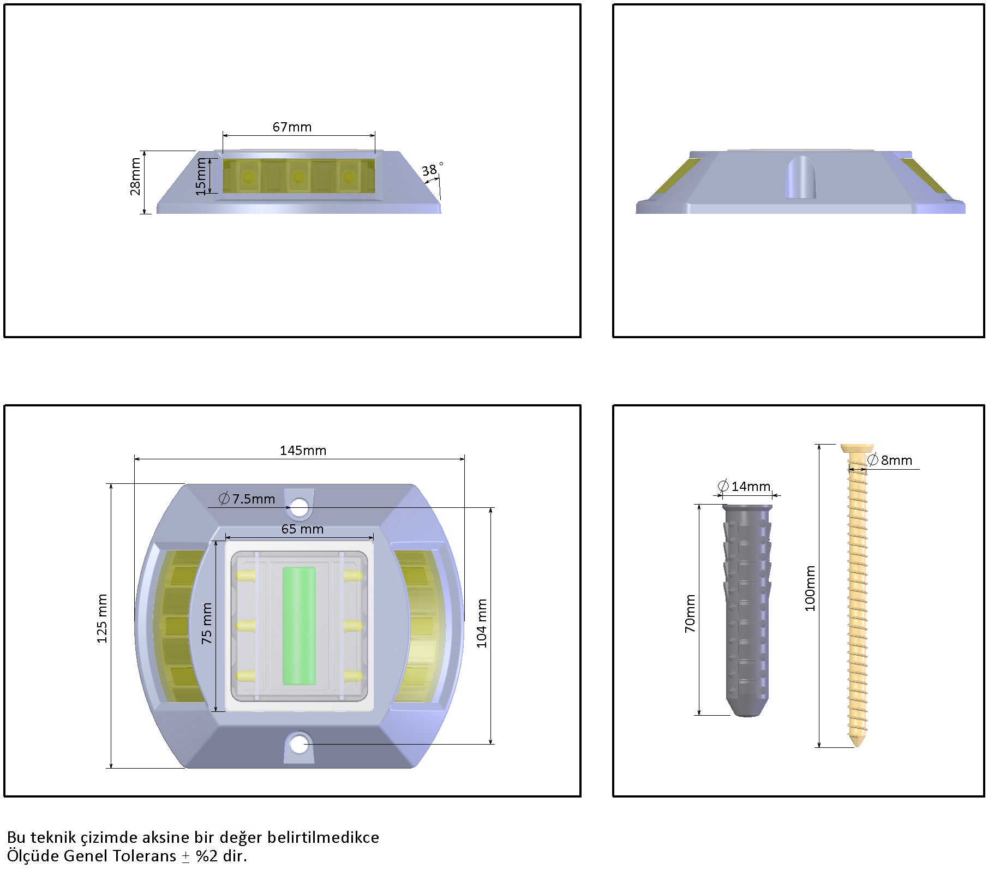 67mm
28mm
15mm
38°
145mm
125 mm
Ø 7.5mm
65 mm
75 mm
104 mm
Ø 14mm
70mm
Ø 8mm
100mm
Bu teknik çizimde aksine bir değer belirtilmedikce
Ölçüde Genel Tolerans ± %2 dir.